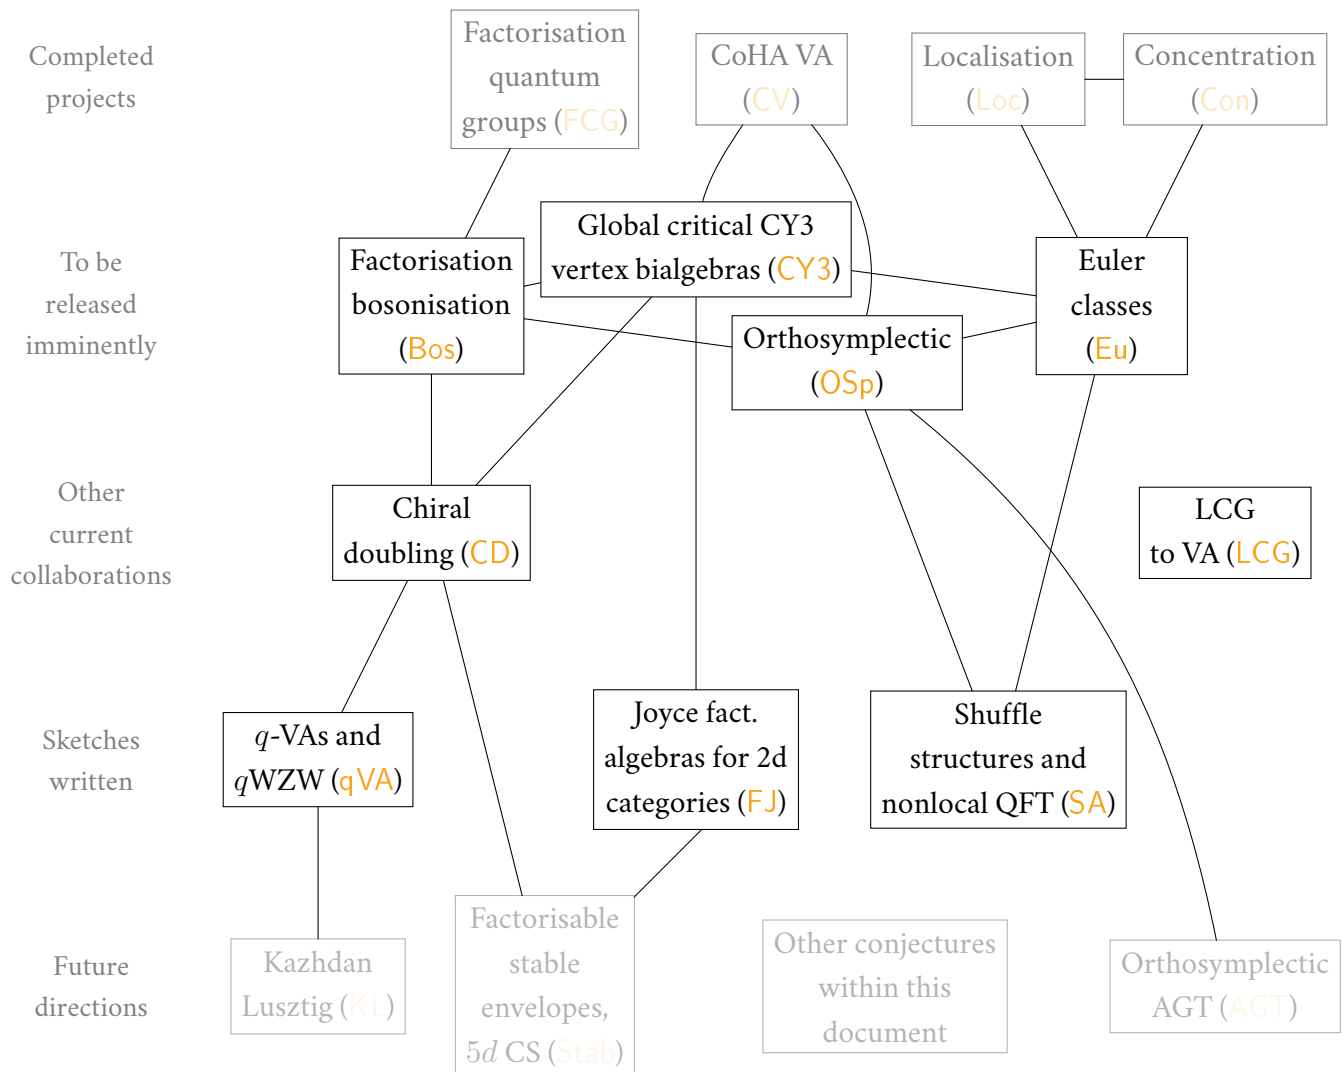 Completed
projects
Factorisation
quantum
groups (FCG)
CoHA VA
(CV)
Localisation
(Loc)
Concentration
(Con)
To be
released
imminently
Factorisation
bosonisation
(Bos)
Global critical CY3
vertex bialgebras (CY3)
Orthosymplectic
(OSp)
Euler
classes
(Eu)
Other
current
collaborations
Chiral
doubling (CD)
LCG
to VA (LCG)
Sketches
written
q-VAs and
qWZW (qVA)
Joyce fact.
algebras for 2d
categories (FJ)
Shuffle
structures and
nonlocal QFT (SA)
Future
directions
Kazhdan
Lusztig (KL)
Factorisable
stable
envelopes,
5d CS (Stab)
Other conjectures
within this
document
Orthosymplectic
AGT (AGT)